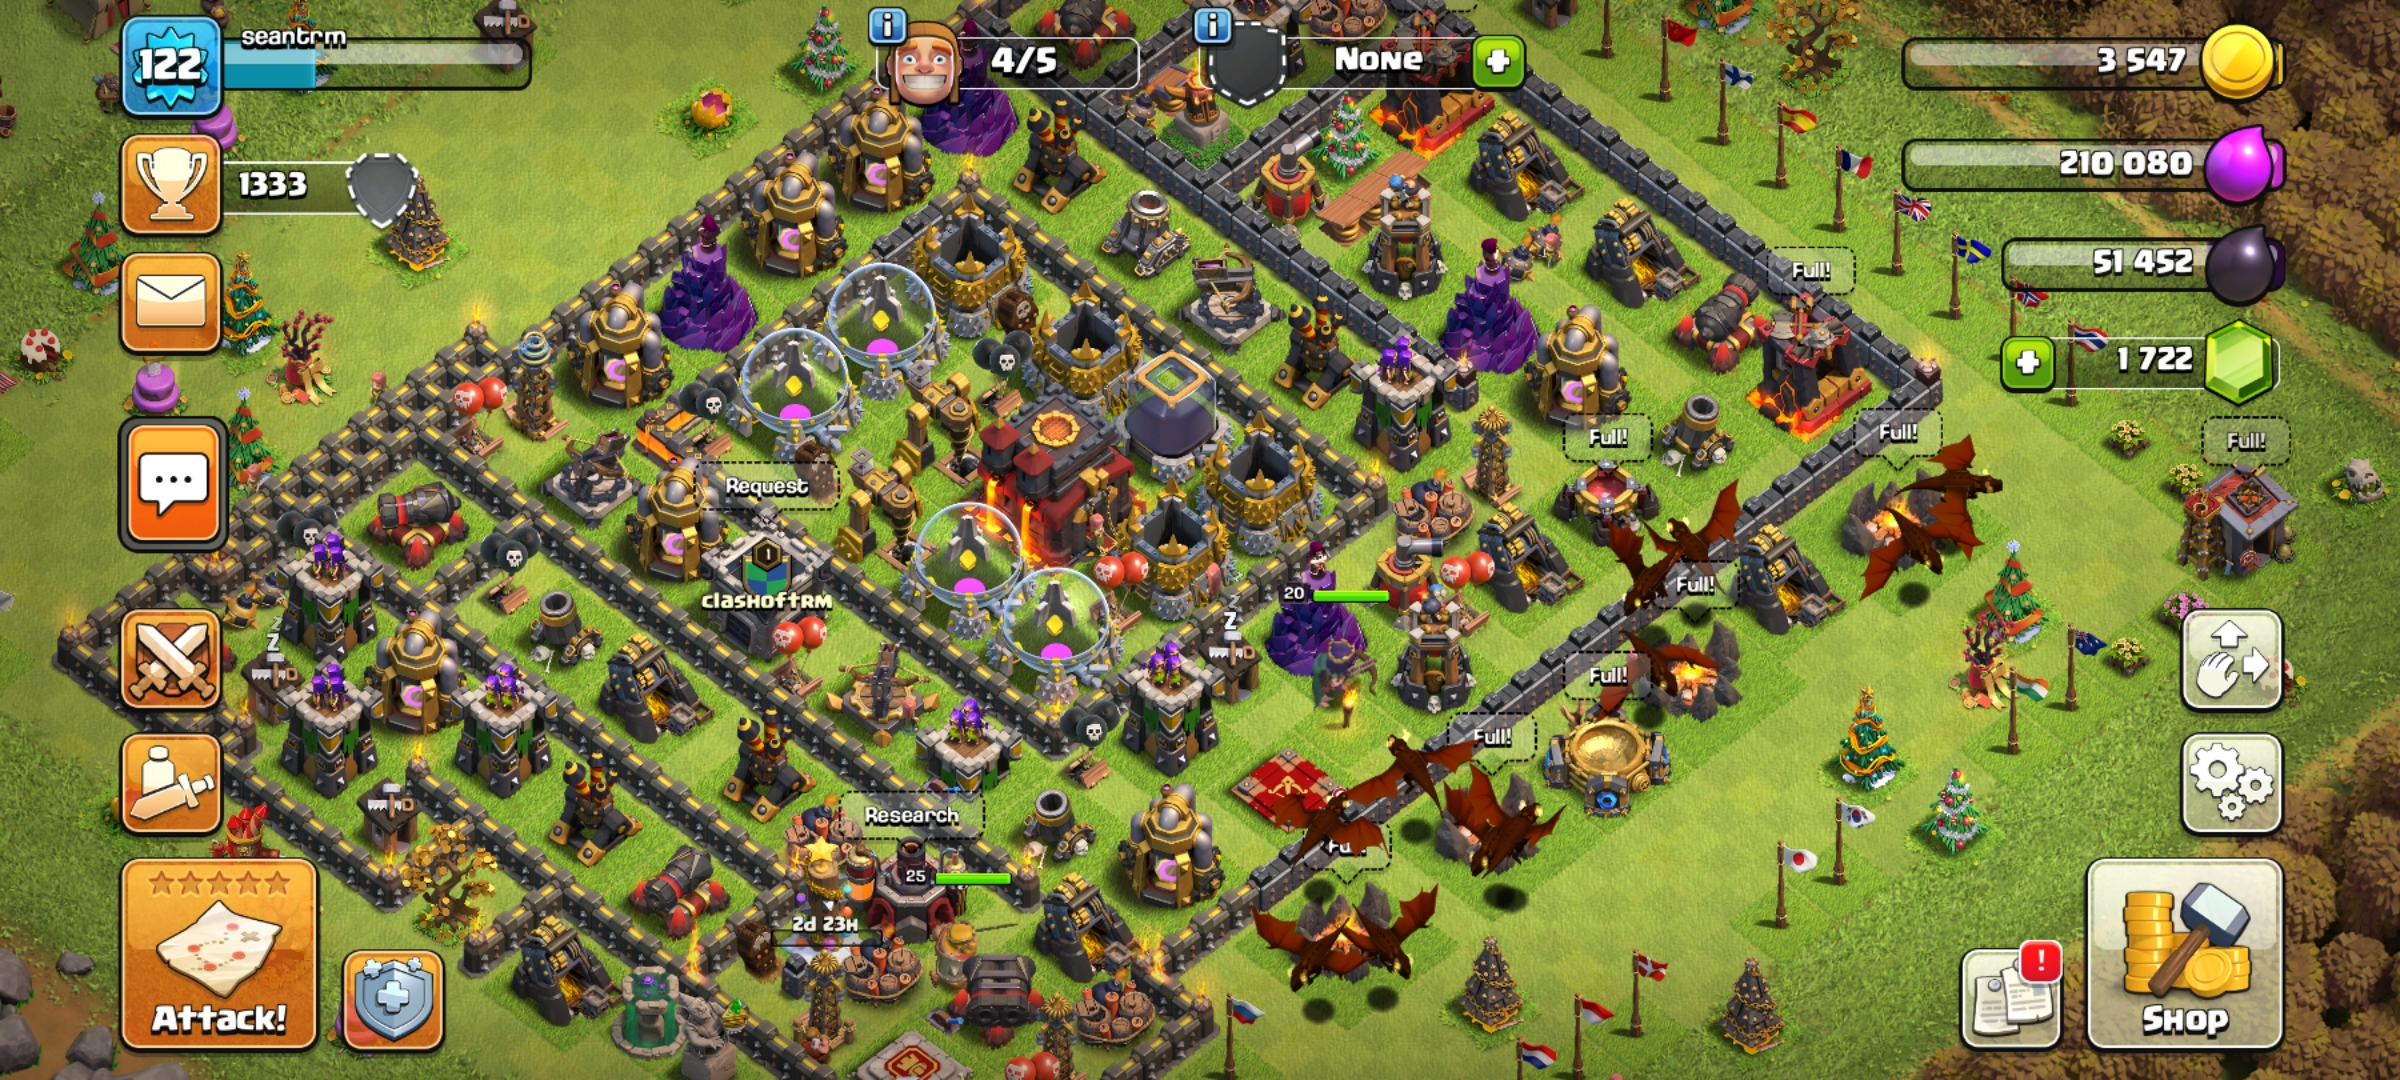 122
seantrm
4/5
None
3 547
1333
210 080
51 452
1 722
Full!
Full!
Full!
Full!
Request
1
clashoftRM
Full!
20
Z
Z
Z
Full!
Full!
Research
25
2d 23H
Attack!
Shop
!